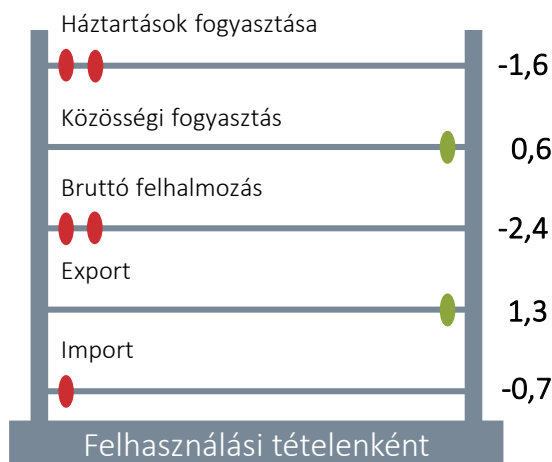 Háztartások fogyasztása
-1,6
Közösségi fogyasztás
0,6
Bruttó felhalmozás
-2,4
Export
1,3
Import
-0,7
Felhasználási tételenként